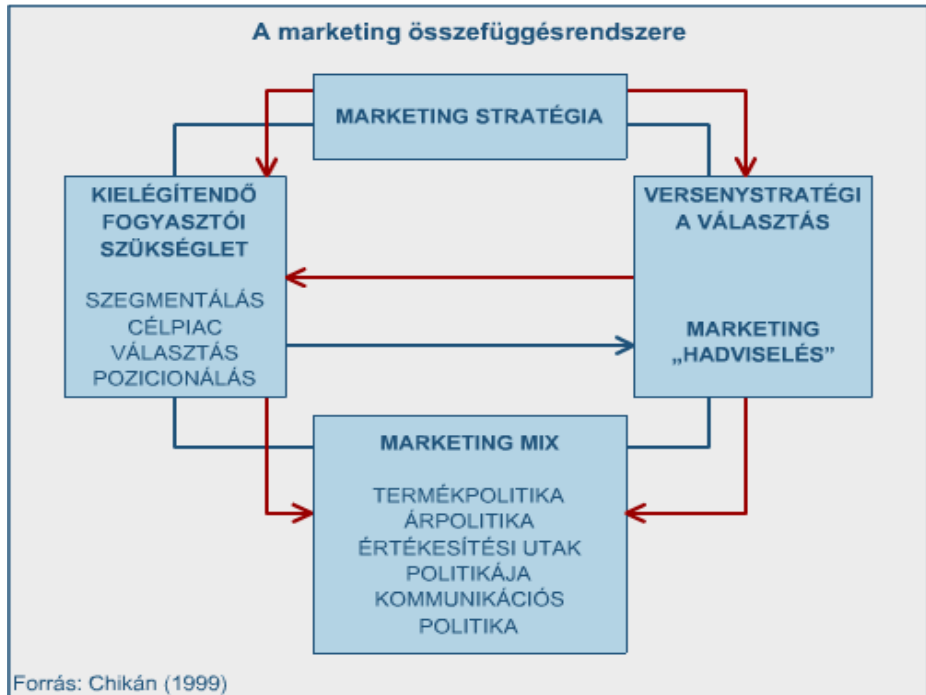 A marketing összefüggésrendszere
MARKETING STRATÉGIA
KIELÉGÍTENDŐ
FOGYASZTÓI
SZÜKSÉGLET
SZEGMENTÁLÁS
CÉLPIAC
VÁLASZTÁS
POZICIONÁLÁS
VERSENYSTRATÉGI
A VÁLASZTÁS
MARKETING
„HADVISELÉS”
MARKETING MIX
TERMÉKPOLITIKA
ÁRPOLITIKA
ÉRTÉKESÍTÉSI UTAK
POLITIKÁJA
KOMMUNIKÁCIÓS
POLITIKA
Forrás: Chikán (1999)